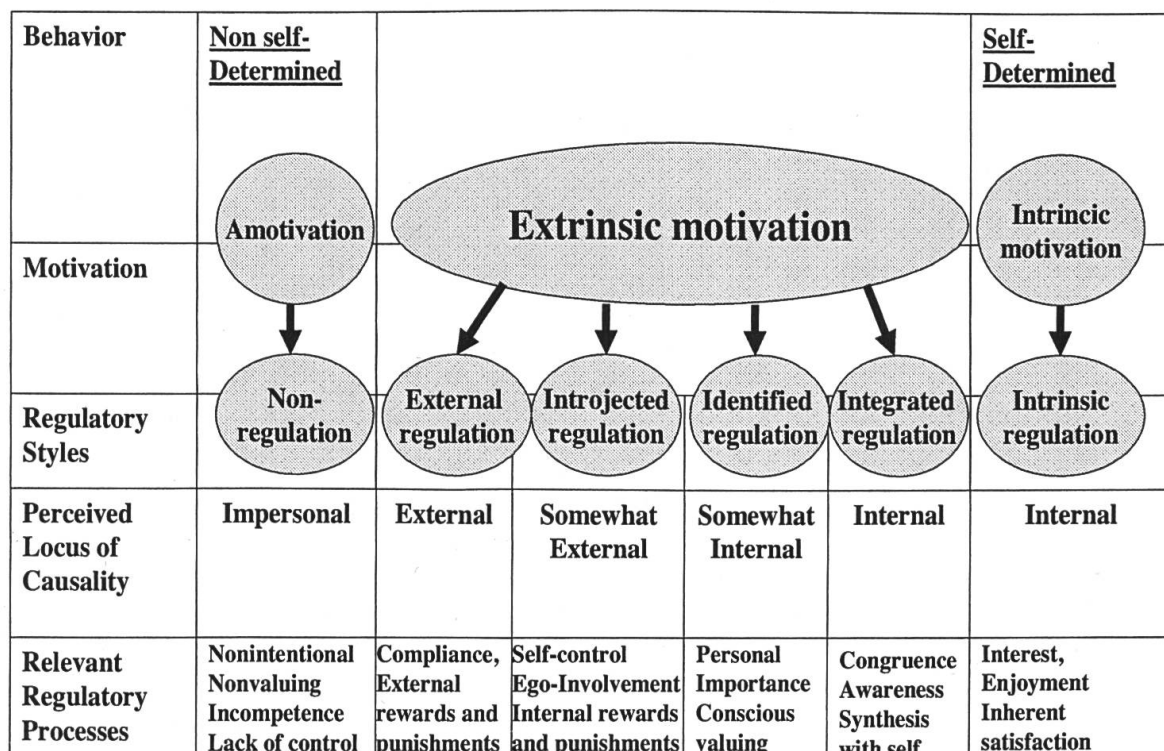 Behavior
Non self-
Determined
Self-
Determined
Amotivation
Extrinsic motivation
Intrincic
motivation
Motivation
Non-
regulation
External
regulation
Introjected
regulation
Identified
regulation
Integrated
regulation
Intrinsic
regulation
Regulatory
Styles
Perceived
Locus of
Causality
Impersonal
External
Somewhat
External
Somewhat
Internal
Internal
Internal
Relevant
Regulatory
Processes
Nonintentional
Nonvaluing
Incompetence
Lack of control
Compliance,
External
rewards and
punishments
Self-control
Ego-Involvement
Internal rewards
and punishments
Personal
Importance
Conscious
valuing
Congruence
Awareness
Synthesis
with self
Interest,
Enjoyment
Inherent
satisfaction